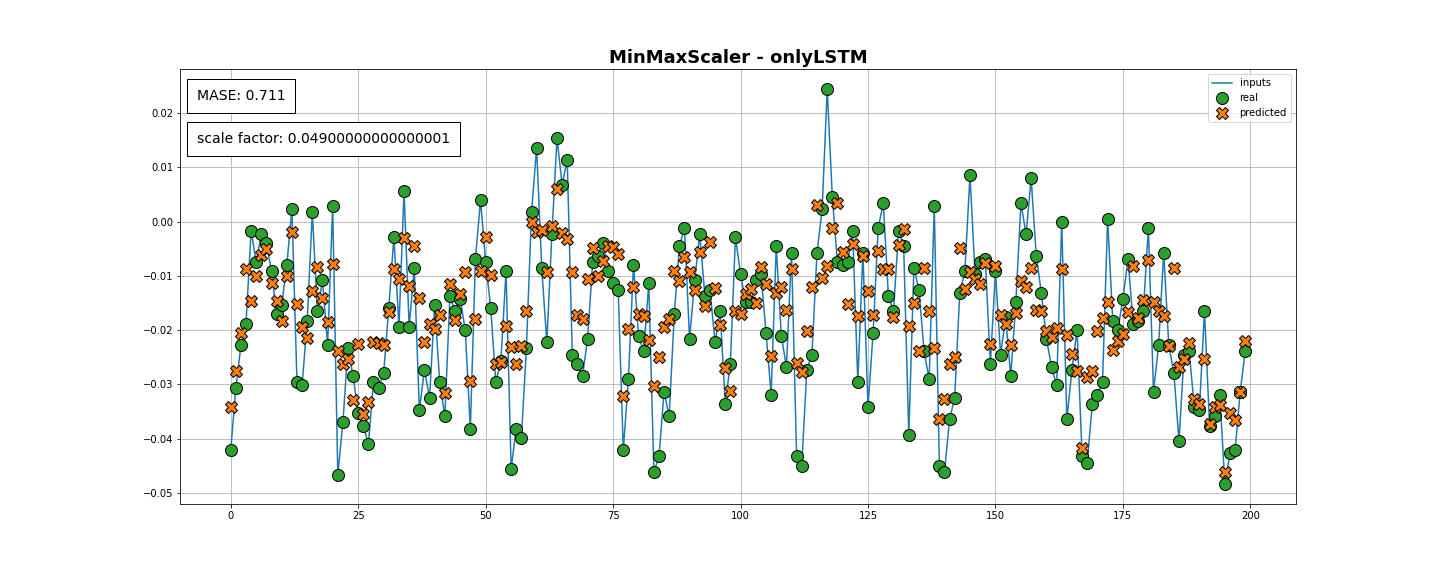 MinMaxScaler - onlyLSTM
MASE: 0.711
scale factor: 0.04900000000000001
inputs
real
predicted
0.02
0.01
0.00
−0.01
−0.02
−0.03
−0.04
−0.05
0 25 50 75 100 125 150 175 200